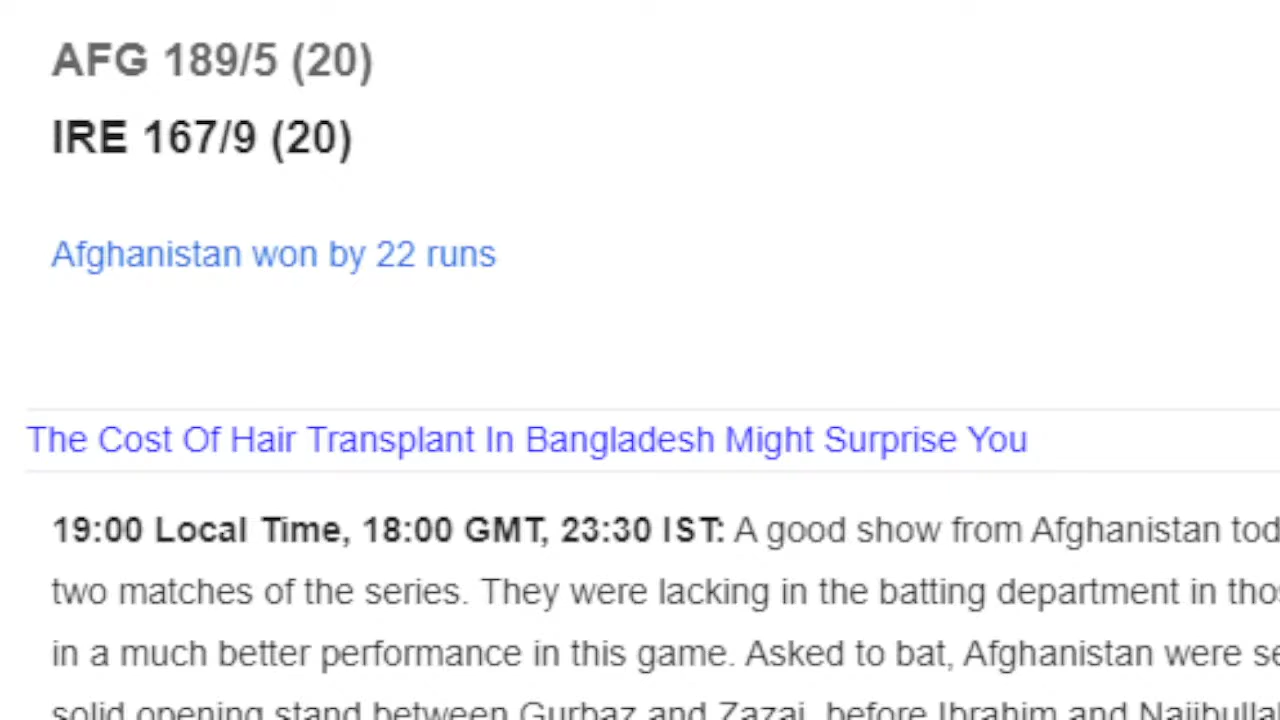 AFG 189/5 (20)
IRE 167/9 (20)
Afghanistan won by 22 runs
The Cost Of Hair Transplant In Bangladesh Might Surprise You
19:00 Local Time, 18:00 GMT, 23:30 IST: A good show from Afghanistan
two matches of the series. They were lacking in the batting department in
in a much better performance in this game. Asked to bat, Afghanistan were
solid opening stand between Gurbaz and Zazai, before Ibrahim and